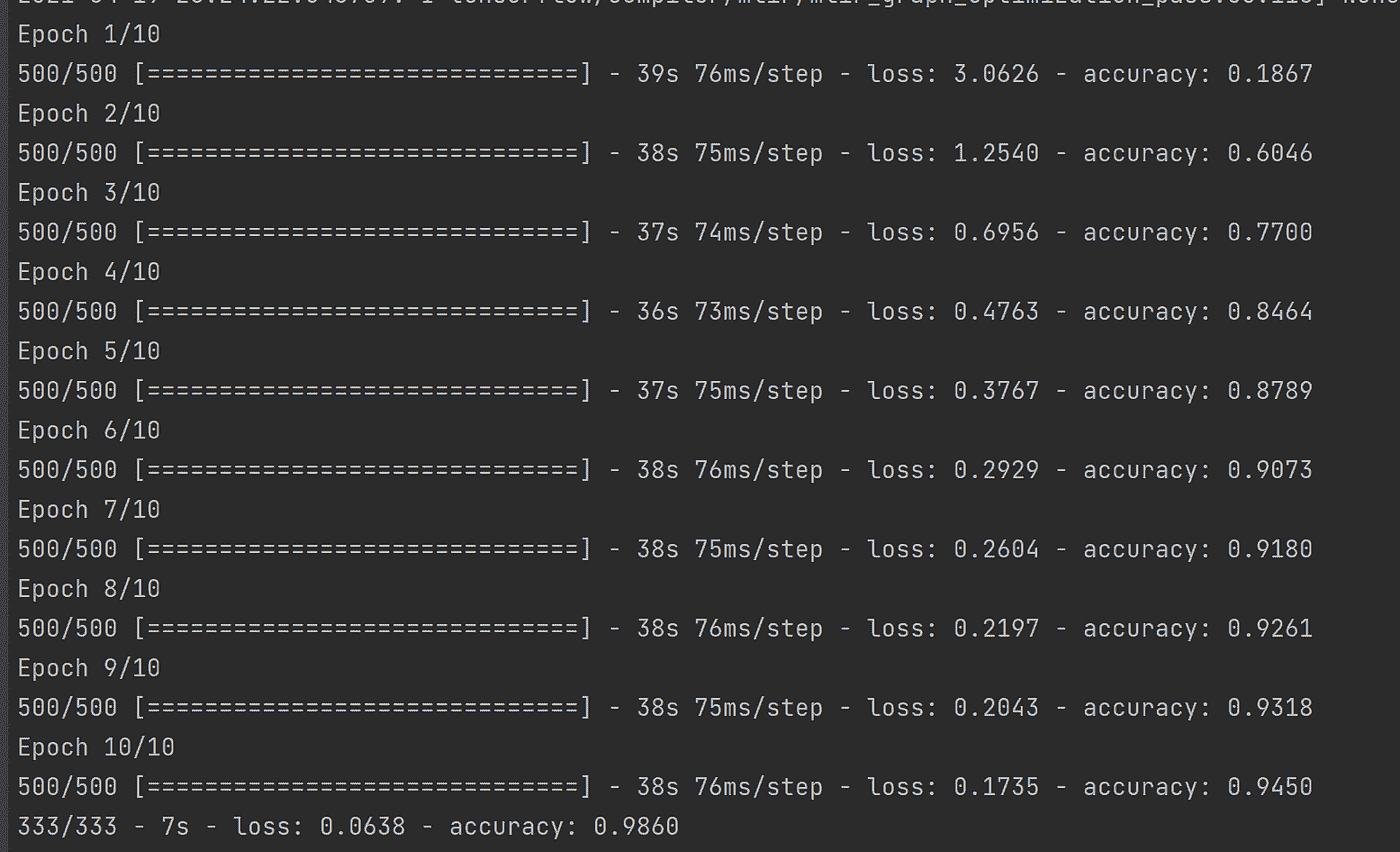 Epoch 1/10
500/500 [==============================] - 39s 76ms/step - loss: 3.0626 - accuracy: 0.1867
Epoch 2/10
500/500 [==============================] - 38s 75ms/step - loss: 1.2540 - accuracy: 0.6046
Epoch 3/10
500/500 [==============================] - 37s 74ms/step - loss: 0.6956 - accuracy: 0.7700
Epoch 4/10
500/500 [==============================] - 36s 73ms/step - loss: 0.4763 - accuracy: 0.8464
Epoch 5/10
500/500 [==============================] - 37s 75ms/step - loss: 0.3767 - accuracy: 0.8789
Epoch 6/10
500/500 [==============================] - 38s 76ms/step - loss: 0.2929 - accuracy: 0.9073
Epoch 7/10
500/500 [==============================] - 38s 75ms/step - loss: 0.2604 - accuracy: 0.9180
Epoch 8/10
500/500 [==============================] - 38s 76ms/step - loss: 0.2197 - accuracy: 0.9261
Epoch 9/10
500/500 [==============================] - 38s 75ms/step - loss: 0.2043 - accuracy: 0.9318
Epoch 10/10
500/500 [==============================] - 38s 76ms/step - loss: 0.1735 - accuracy: 0.9450
333/333 - 7s - loss: 0.0638 - accuracy: 0.9860